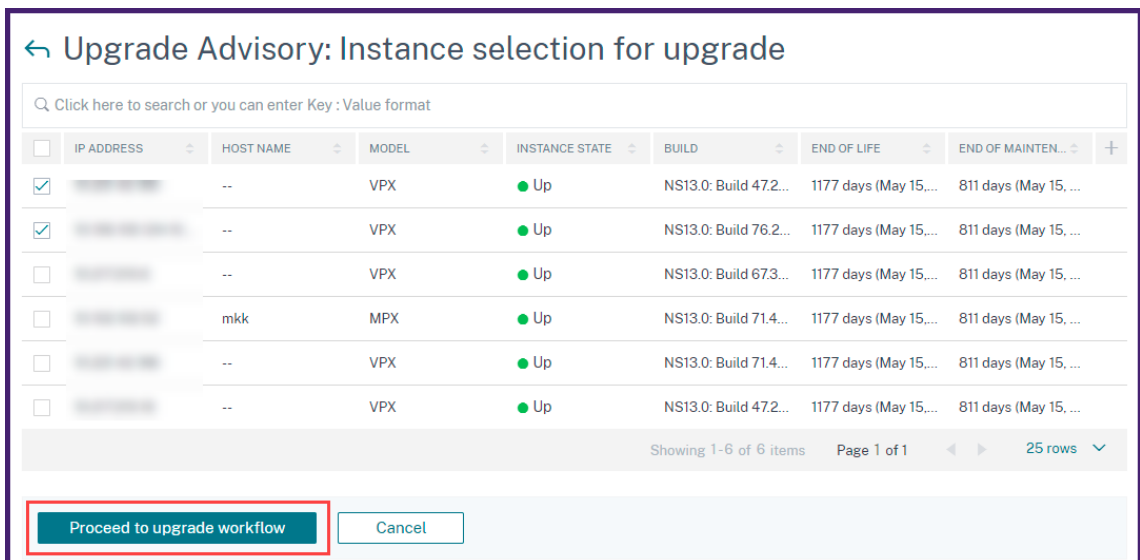 Upgrade Advisory: Instance selection for upgrade
Click here to search or you can enter Key : Value format
IP ADDRESS HOST NAME MODEL INSTANCE STATE BUILD END OF LIFE END OF MAINTEN...
-- VPX Up NS13.0: Build 47.2... 1177 days (May 15,... 811 days (May 15, ...
-- VPX Up NS13.0: Build 76.2... 1177 days (May 15,... 811 days (May 15, ...
-- VPX Up NS13.0: Build 67.3... 1177 days (May 15,... 811 days (May 15, ...
mkk MPX Up NS13.0: Build 71.4... 1177 days (May 15,... 811 days (May 15, ...
-- VPX Up NS13.0: Build 71.4... 1177 days (May 15,... 811 days (May 15, ...
-- VPX Up NS13.0: Build 47.2... 1177 days (May 15,... 811 days (May 15, ...
Showing 1-6 of 6 items Page 1 of 1 25 rows
Proceed to upgrade workflow Cancel